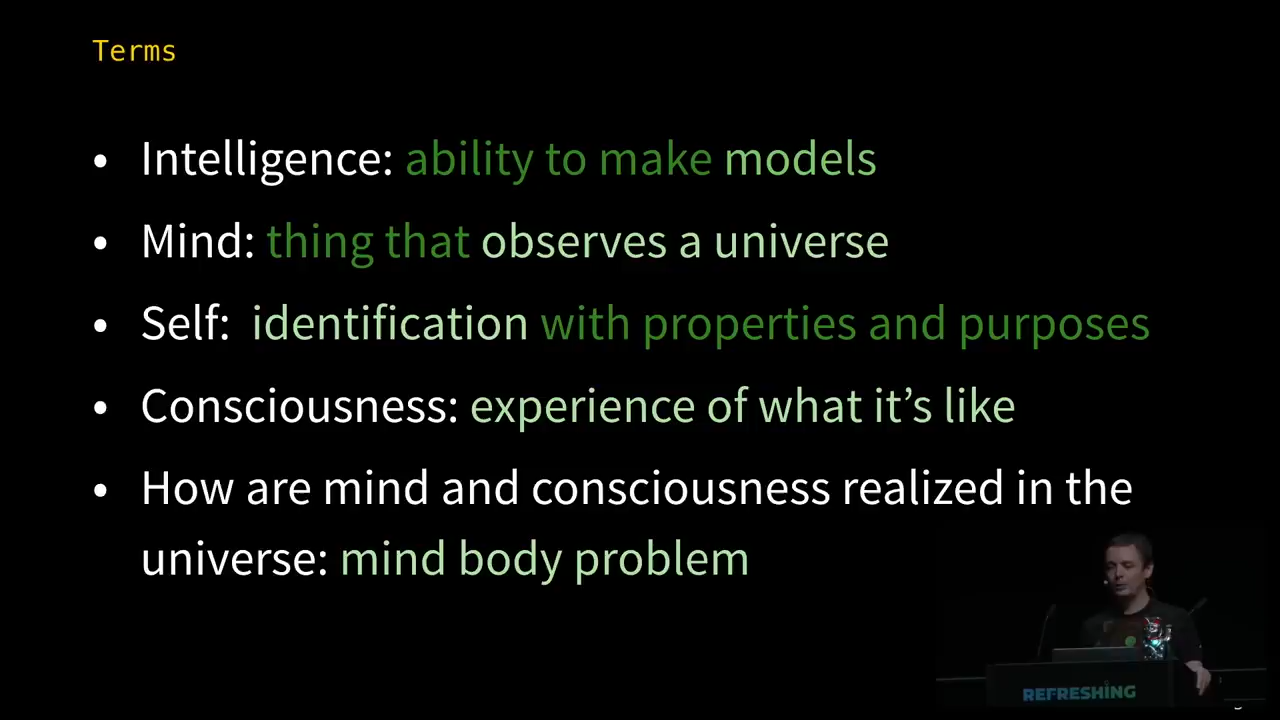 Terms
• Intelligence: ability to make models
• Mind: thing that observes a universe
• Self: identification with properties and purposes
• Consciousness: experience of what it’s like
• How are mind and consciousness realized in the
universe: mind body problem
REFRESHING